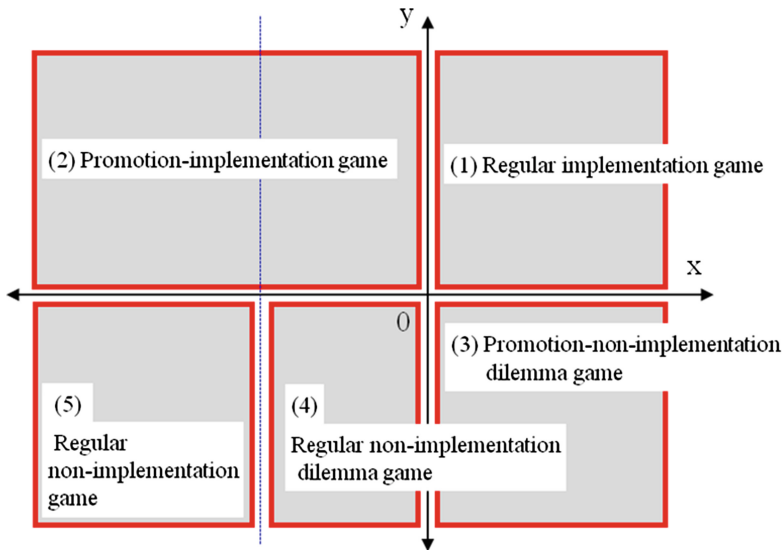 y
(2) Promotion-implementation game
(1) Regular implementation game
x
0
(3) Promotion-non-implementation
dilemma game
(4)
Regular non-implementation
dilemma game
(5)
Regular
non-implementation
game